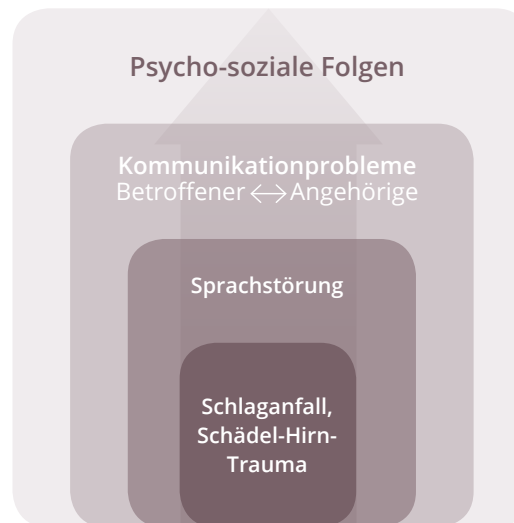 Psycho-soziale Folgen
Kommunikationprobleme
Betroffener ↔ Angehörige
Sprachstörung
Schlaganfall,
Schädel-Hirn-
Trauma